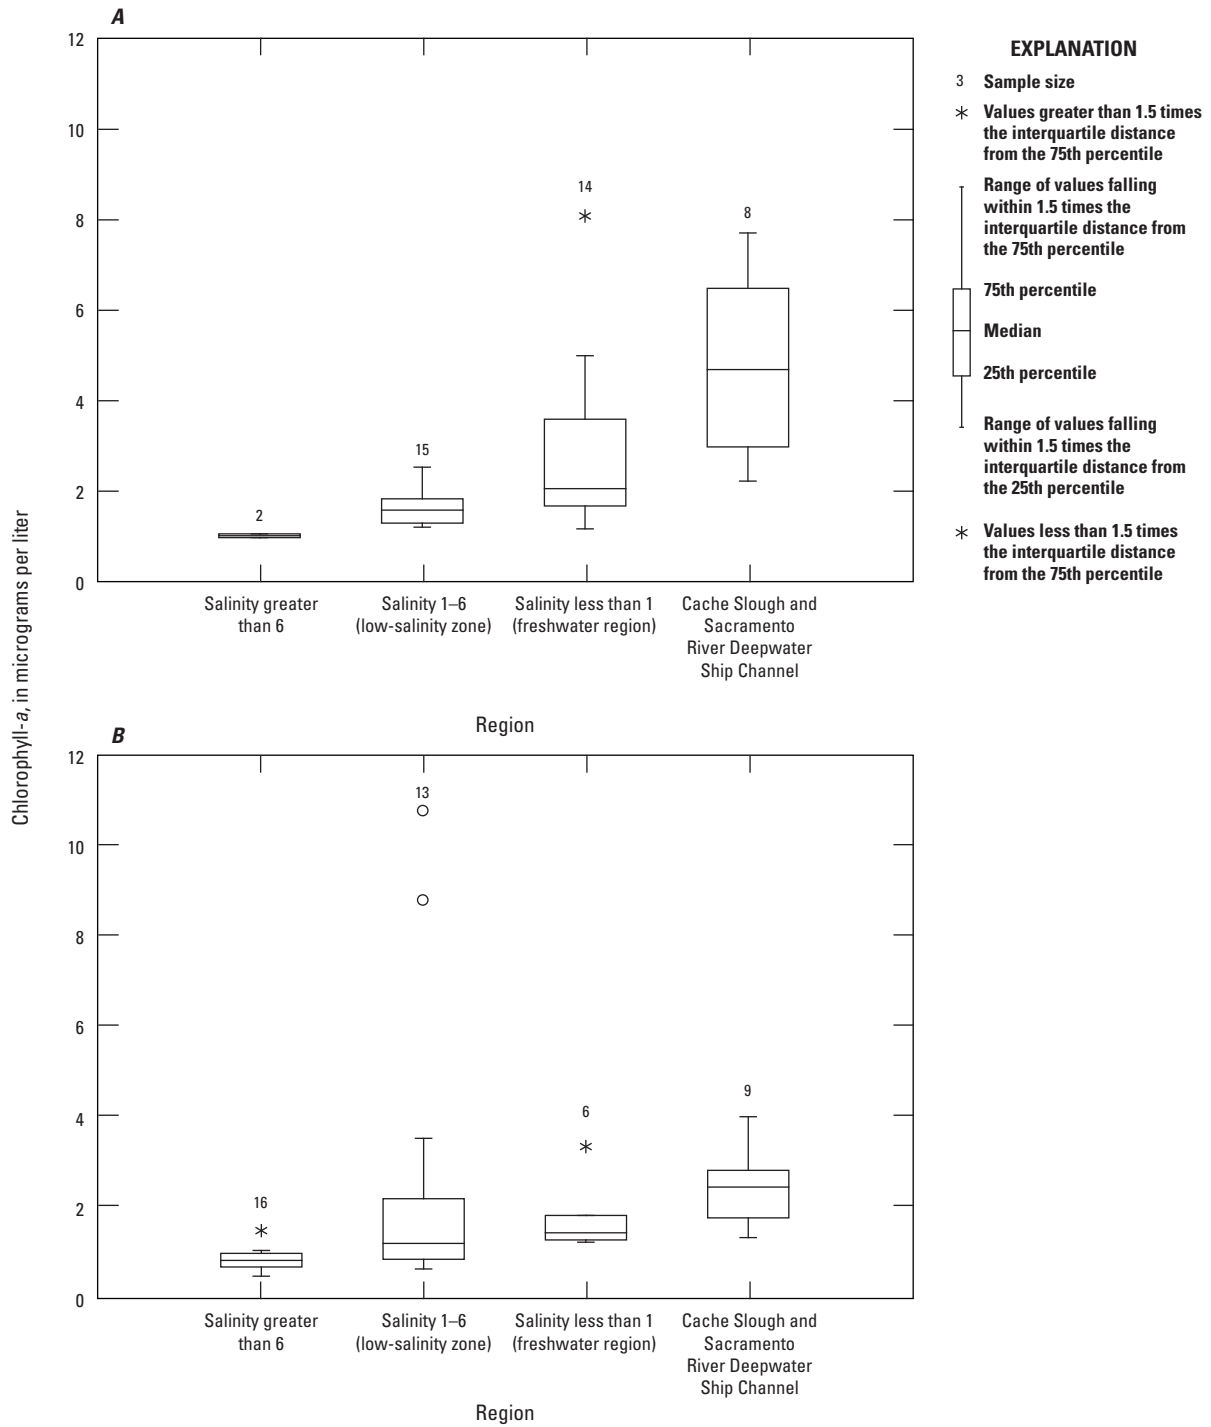 A
12
10
8
6
4
2
0
14
8
15
2
Salinity greater
than 6
Salinity 1–6
(low-salinity zone)
Salinity less than 1
(freshwater region)
Cache Slough and
Sacramento
River Deepwater
Ship Channel
Region
EXPLANATION
3 Sample size
* Values greater than 1.5 times
the interquartile distance
from the 75th percentile
Range of values falling
within 1.5 times the
interquartile distance from
the 75th percentile
75th percentile
Median
25th percentile
Range of values falling
within 1.5 times the
interquartile distance from
the 25th percentile
* Values less than 1.5 times
the interquartile distance
from the 75th percentile
Chlorophyll-a, in micrograms per liter
B
12
10
8
6
4
2
0
13
9
6
16
Salinity greater
than 6
Salinity 1–6
(low-salinity zone)
Salinity less than 1
(freshwater region)
Cache Slough and
Sacramento
River Deepwater
Ship Channel
Region